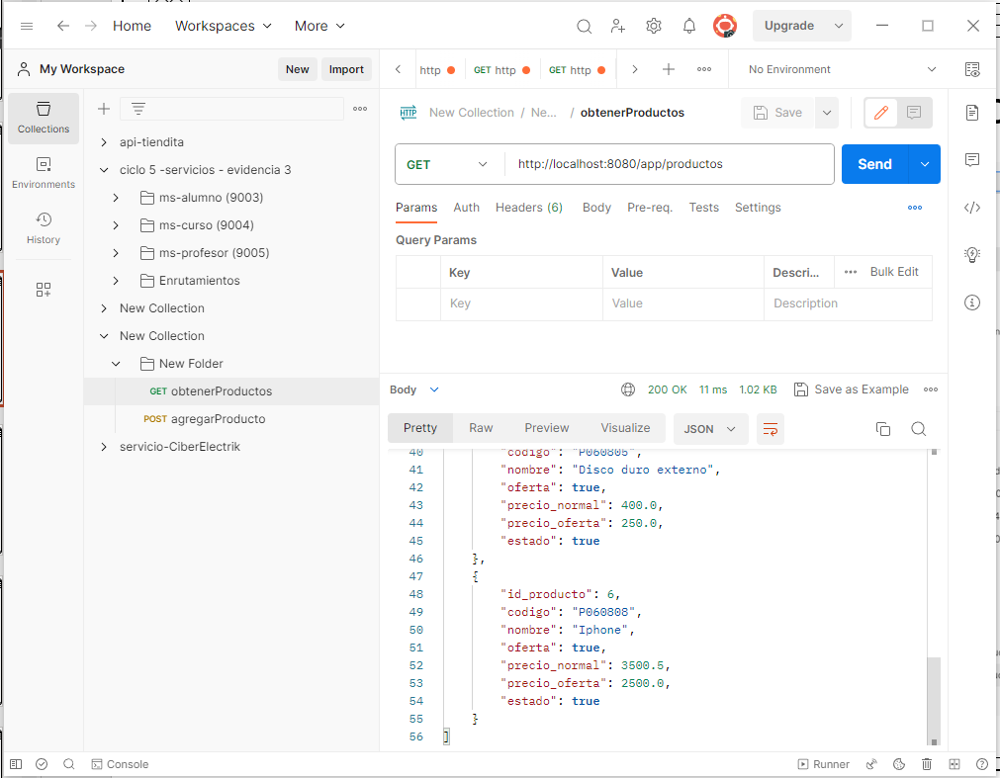 Home Workspaces More Upgrade
My Workspace New Import
http GET http GET http No Environment
Collections
Environments
History
api-tiendita
ciclo 5 -servicios - evidencia 3
ms-alumno (9003)
ms-curso (9004)
ms-profesor (9005)
Enrutamientos
New Collection
New Collection
New Folder
GET obtenerProductos
POST agregarProducto
servicio-CiberElectrik
HTTP New Collection / Ne... / obtenerProductos Save
GET http://localhost:8080/app/productos Send
Params Auth Headers (6) Body Pre-req. Tests Settings
Query Params
Key Value Descri... Bulk Edit
Key Value Description
Body 200 OK 11 ms 1.02 KB Save as Example
Pretty Raw Preview Visualize JSON
40 "codigo": "P060805",
41 "nombre": "Disco duro externo",
42 "oferta": true,
43 "precio_normal": 400.0,
44 "precio_oferta": 250.0,
45 "estado": true
46 },
47 {
48 "id_producto": 6,
49 "codigo": "P060808",
50 "nombre": "Iphone",
51 "oferta": true,
52 "precio_normal": 3500.5,
53 "precio_oferta": 2500.0,
54 "estado": true
55 }
56 ]
Console Runner